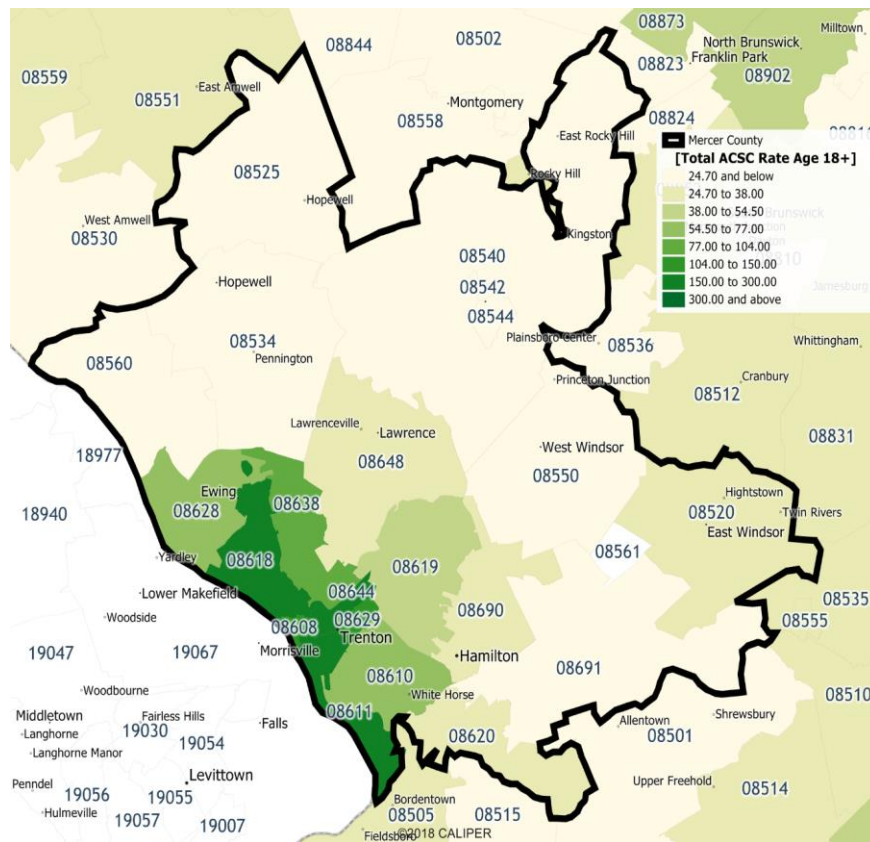 08873
Milltown
08844
08502
North Brunswick
Franklin Park
08823
08902
08559
08551
East Amwell
Montgomery
08558
08824
East Rocky Hill
Mercer County
[Total ACSC Rate Age 18+]
24.70 and below
24.70 to 38.00
38.00 to 54.50
54.50 to 77.00
77.00 to 104.00
104.00 to 150.00
150.00 to 300.00
300.00 and above
08525
Rocky Hill
Hopewell
West Amwell
08530
Kingston
08540
08810
Jamesburg
Hopewell
08542
08544
08534
Pennington
Plainsboro Center
08536
Whittingham
08560
Princeton Junction
Cranbury
08512
Lawrenceville
Lawrence
08831
18977
08648
West Windsor
08550
Ewing
08628
08638
18940
Hightstown
08520
Twin Rivers
East Windsor
08561
Yardley
08618
08619
Lower Makefield
08644
08535
Woodside
08608
08629
Trenton
08690
08555
19047
19067
Morrisville
Hamilton
08691
08610
Woodbourne
White Horse
08510
Middletown
Fairless Hills
19030
Falls
08611
Shrewsbury
Allentown
08501
Langhorne
19054
08620
Langhorne Manor
Levittown
Upper Freehold
08514
Penndel
19056
19055
Bordentown
Hulmeville
19057
19007
08505
08515
Fieldsboro
©2018 CALIPER